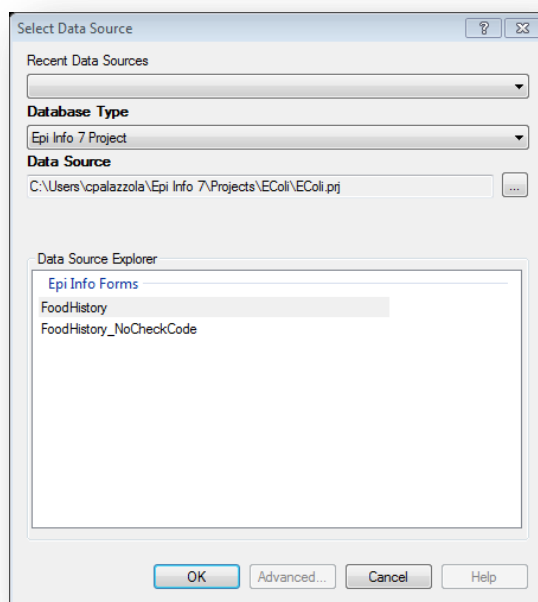 Select Data Source
Recent Data Sources
Database Type
Epi Info 7 Project
Data Source
C:\Users\cpalazzola\Epi Info 7\Projects\EColi\EColi.prj
...
Data Source Explorer
Epi Info Forms
FoodHistory
FoodHistory_NoCheckCode
OK
Advanced...
Cancel
Help